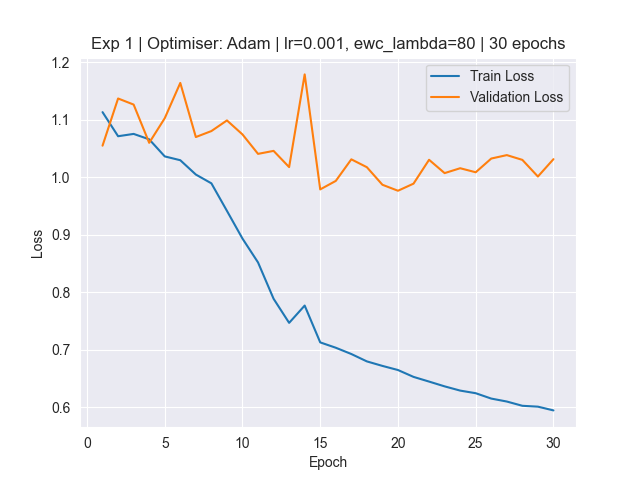 Exp 1 | Optimiser: Adam | lr=0.001, ewc_lambda=80 | 30 epochs
Train Loss
Validation Loss
1.2
1.1
1.0
0.9
0.8
0.7
0.6
Loss
0 5 10 15 20 25 30
Epoch